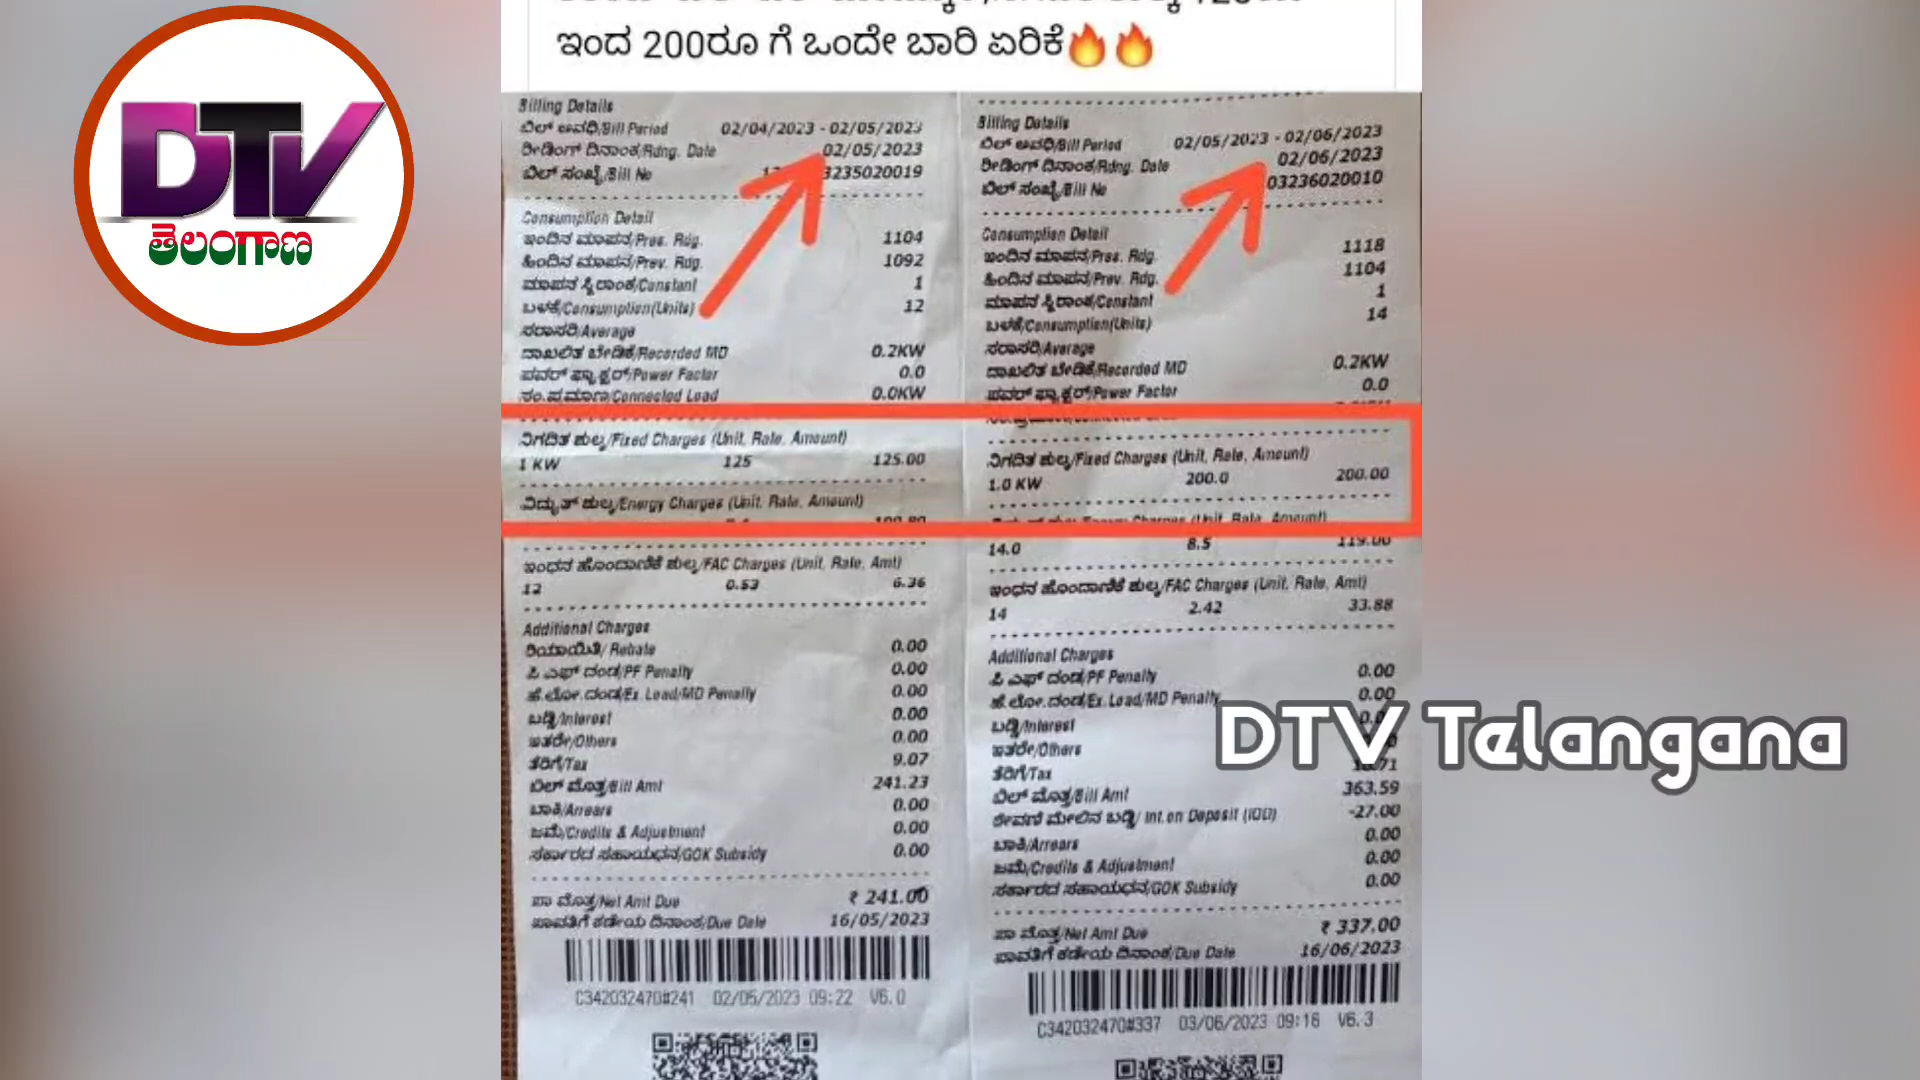 DTV
తెలంగాణ
ಇಂದ 200ರೂ ಗೆ ಒಂದೇ ಬಾರಿ ಏರಿಕೆ🔥🔥
Billing Details
ಬಿಲ್ ಅವಧಿ/Bill Period 02/04/2023 - 02/05/2023
ರೀಡಿಂಗ್ ದಿನಾಂಕ/Rdng. Date 02/05/2023
ಬಿಲ್ ಸಂಖ್ಯೆ/Bill No 3235020019
Consumption Detail
ಇಂದಿನ ಮಾಪನ/Pres. Rdg. 1104
ಹಿಂದಿನ ಮಾಪನ/Prev. Rdg. 1092
ಮಾಪನ ಸ್ಥಿರಾಂಕ/Constant 1
ಬಳಕೆ/Consumption(Units) 12
ಸರಾಸರಿ/Average
ದಾಖಲಿತ ಬೇಡಿಕೆ/Recorded MD 0.2KW
ಪವರ್ ಫ್ಯಾಕ್ಟರ್/Power Factor 0.0
ಸಂ.ಪ್ರಮಾಣ/Connected Load 0.0KW
ನಿಗದಿತ ಶುಲ್ಕ/Fixed Charges (Unit, Rate, Amount)
1 KW 125 125.00
ವಿದ್ಯುತ್ ಶುಲ್ಕ/Energy Charges (Unit, Rate, Amount)
ಇಂಧನ ಹೊಂದಾಣಿಕೆ ಶುಲ್ಕ/FAC Charges (Unit, Rate, Amt)
12 0.53 6.36
Additional Charges
ರಿಯಾಯಿತಿ/ Rebate 0.00
ಪಿ ಎಫ್ ದಂಡ/PF Penalty 0.00
ಹೆ.ಲೋ.ದಂಡ/Ex. Load/MD Penalty 0.00
ಬಡ್ಡಿ/Interest 0.00
ಇತರೇ/Others 0.00
ತೆರಿಗೆ/Tax 9.07
ಬಿಲ್ ಮೊತ್ತ/Bill Amt 241.23
ಬಾಕಿ/Arrears 0.00
ಜಮೆ/Credits & Adjustment 0.00
ಸರ್ಕಾರದ ಸಹಾಯಧನ/GOK Subsidy 0.00
ಪಾ ಮೊತ್ತ/Net Amt Due ₹ 241.00
ಪಾವತಿಗೆ ಕಡೇಯ ದಿನಾಂಕ/Due Date 16/05/2023
C342032470#241 02/05/2023 09:22 V6.0
Billing Details
ಬಿಲ್ ಅವಧಿ/Bill Period 02/05/2023 - 02/06/2023
ರೀಡಿಂಗ್ ದಿನಾಂಕ/Rdng. Date 02/06/2023
ಬಿಲ್ ಸಂಖ್ಯೆ/Bill No 03236020010
Consumption Detail
ಇಂದಿನ ಮಾಪನ/Pres. Rdg. 1118
ಹಿಂದಿನ ಮಾಪನ/Prev. Rdg. 1104
ಮಾಪನ ಸ್ಥಿರಾಂಕ/Constant 1
ಬಳಕೆ/Consumption(Units) 14
ಸರಾಸರಿ/Average
ದಾಖಲಿತ ಬೇಡಿಕೆ/Recorded MD 0.2KW
ಪವರ್ ಫ್ಯಾಕ್ಟರ್/Power Factor 0.0
ನಿಗದಿತ ಶುಲ್ಕ/Fixed Charges (Unit, Rate, Amount)
1.0 KW 200.0 200.00
14.0 8.5 119.00
ಇಂಧನ ಹೊಂದಾಣಿಕೆ ಶುಲ್ಕ/FAC Charges (Unit, Rate, Amt)
14 2.42 33.88
Additional Charges
ಪಿ ಎಫ್ ದಂಡ/PF Penalty 0.00
ಹೆ.ಲೋ.ದಂಡ/Ex. Load/MD Penalty 0.00
ಬಡ್ಡಿ/Interest
ಇತರೇ/Others
ತೆರಿಗೆ/Tax
ಬಿಲ್ ಮೊತ್ತ/Bill Amt 363.59
ಠೇವಣಿ ಮೇಲಿನ ಬಡ್ಡಿ/ Int.on Deposit (IOD) -27.00
ಬಾಕಿ/Arrears 0.00
ಜಮೆ/Credits & Adjustment 0.00
ಸರ್ಕಾರದ ಸಹಾಯಧನ/GOK Subsidy 0.00
ಪಾ ಮೊತ್ತ/Net Amt Due ₹ 337.00
ಪಾವತಿಗೆ ಕಡೇಯ ದಿನಾಂಕ/Due Date 16/06/2023
C342032470#337 03/06/2023 09:16 V6.3
DTV Telangana